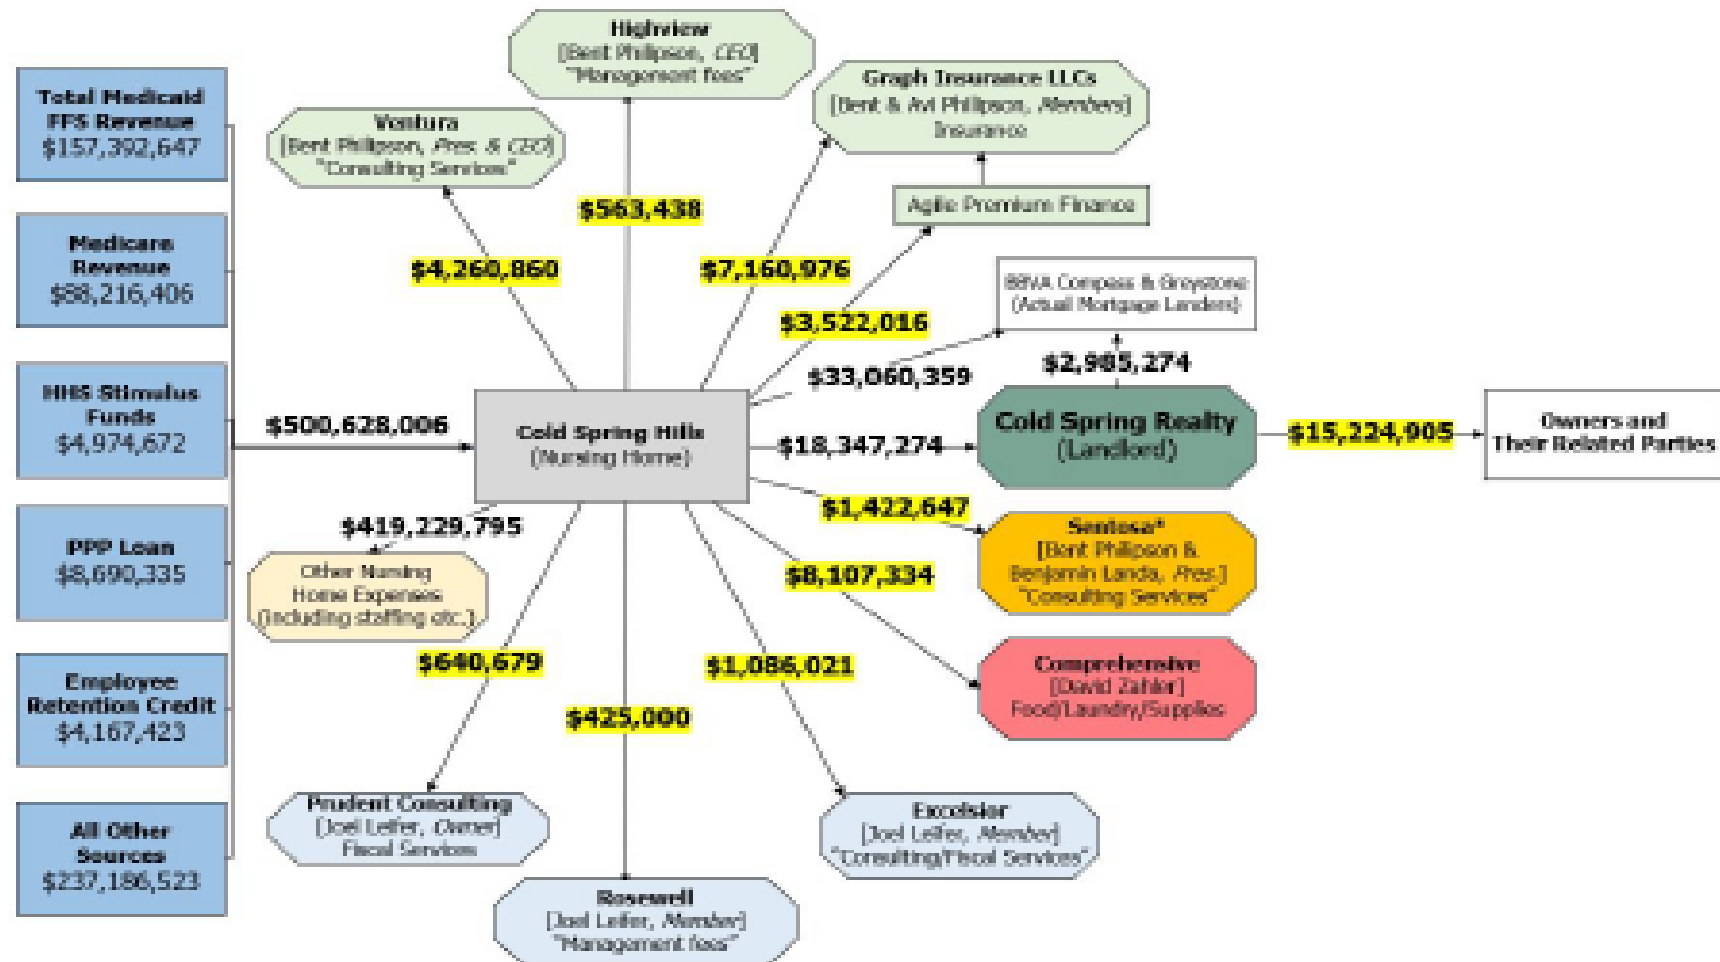 Highview
[Bent Philipson, CEO]
"Management fees"
Graph Insurance LLCs
[Bent & Avi Philipson, Members]
Insurance
Total Medicaid
FFS Revenue
$157,392,647
Ventura
[Bent Philipson, Pres. & CEO]
"Consulting Services"
Agile Premium Finance
$563,438
Medicare
Revenue
$88,216,406
$4,260,860
$7,160,976
BBVA Compass & Greystone
(Actual Mortgage Lenders)
$3,522,016
$33,060,359
$2,985,274
HHS Stimulus
Funds
$4,974,672
$500,628,006
Cold Spring Hills
(Nursing Home)
$18,347,274
Cold Spring Realty
(Landlord)
$15,224,905
Owners and
Their Related Parties
$419,229,795
$1,422,647
Sentosa*
[Bent Philipson &
Benjamin Landa, Pres.]
"Consulting Services"
PPP Loan
$8,690,335
Other Nursing
Home Expenses
(including staffing etc.)
$8,107,334
$640,679
$1,086,021
Comprehensive
[David Zahler]
Food/Laundry/Supplies
Employee
Retention Credit
$4,167,423
$425,000
Prudent Consulting
[Joel Leifer, Owner]
Fiscal Services
Excelsior
[Joel Leifer, Member]
"Consulting/Fiscal Services"
All Other
Sources
$237,186,523
Rosewell
[Joel Leifer, Member]
"Management fees"